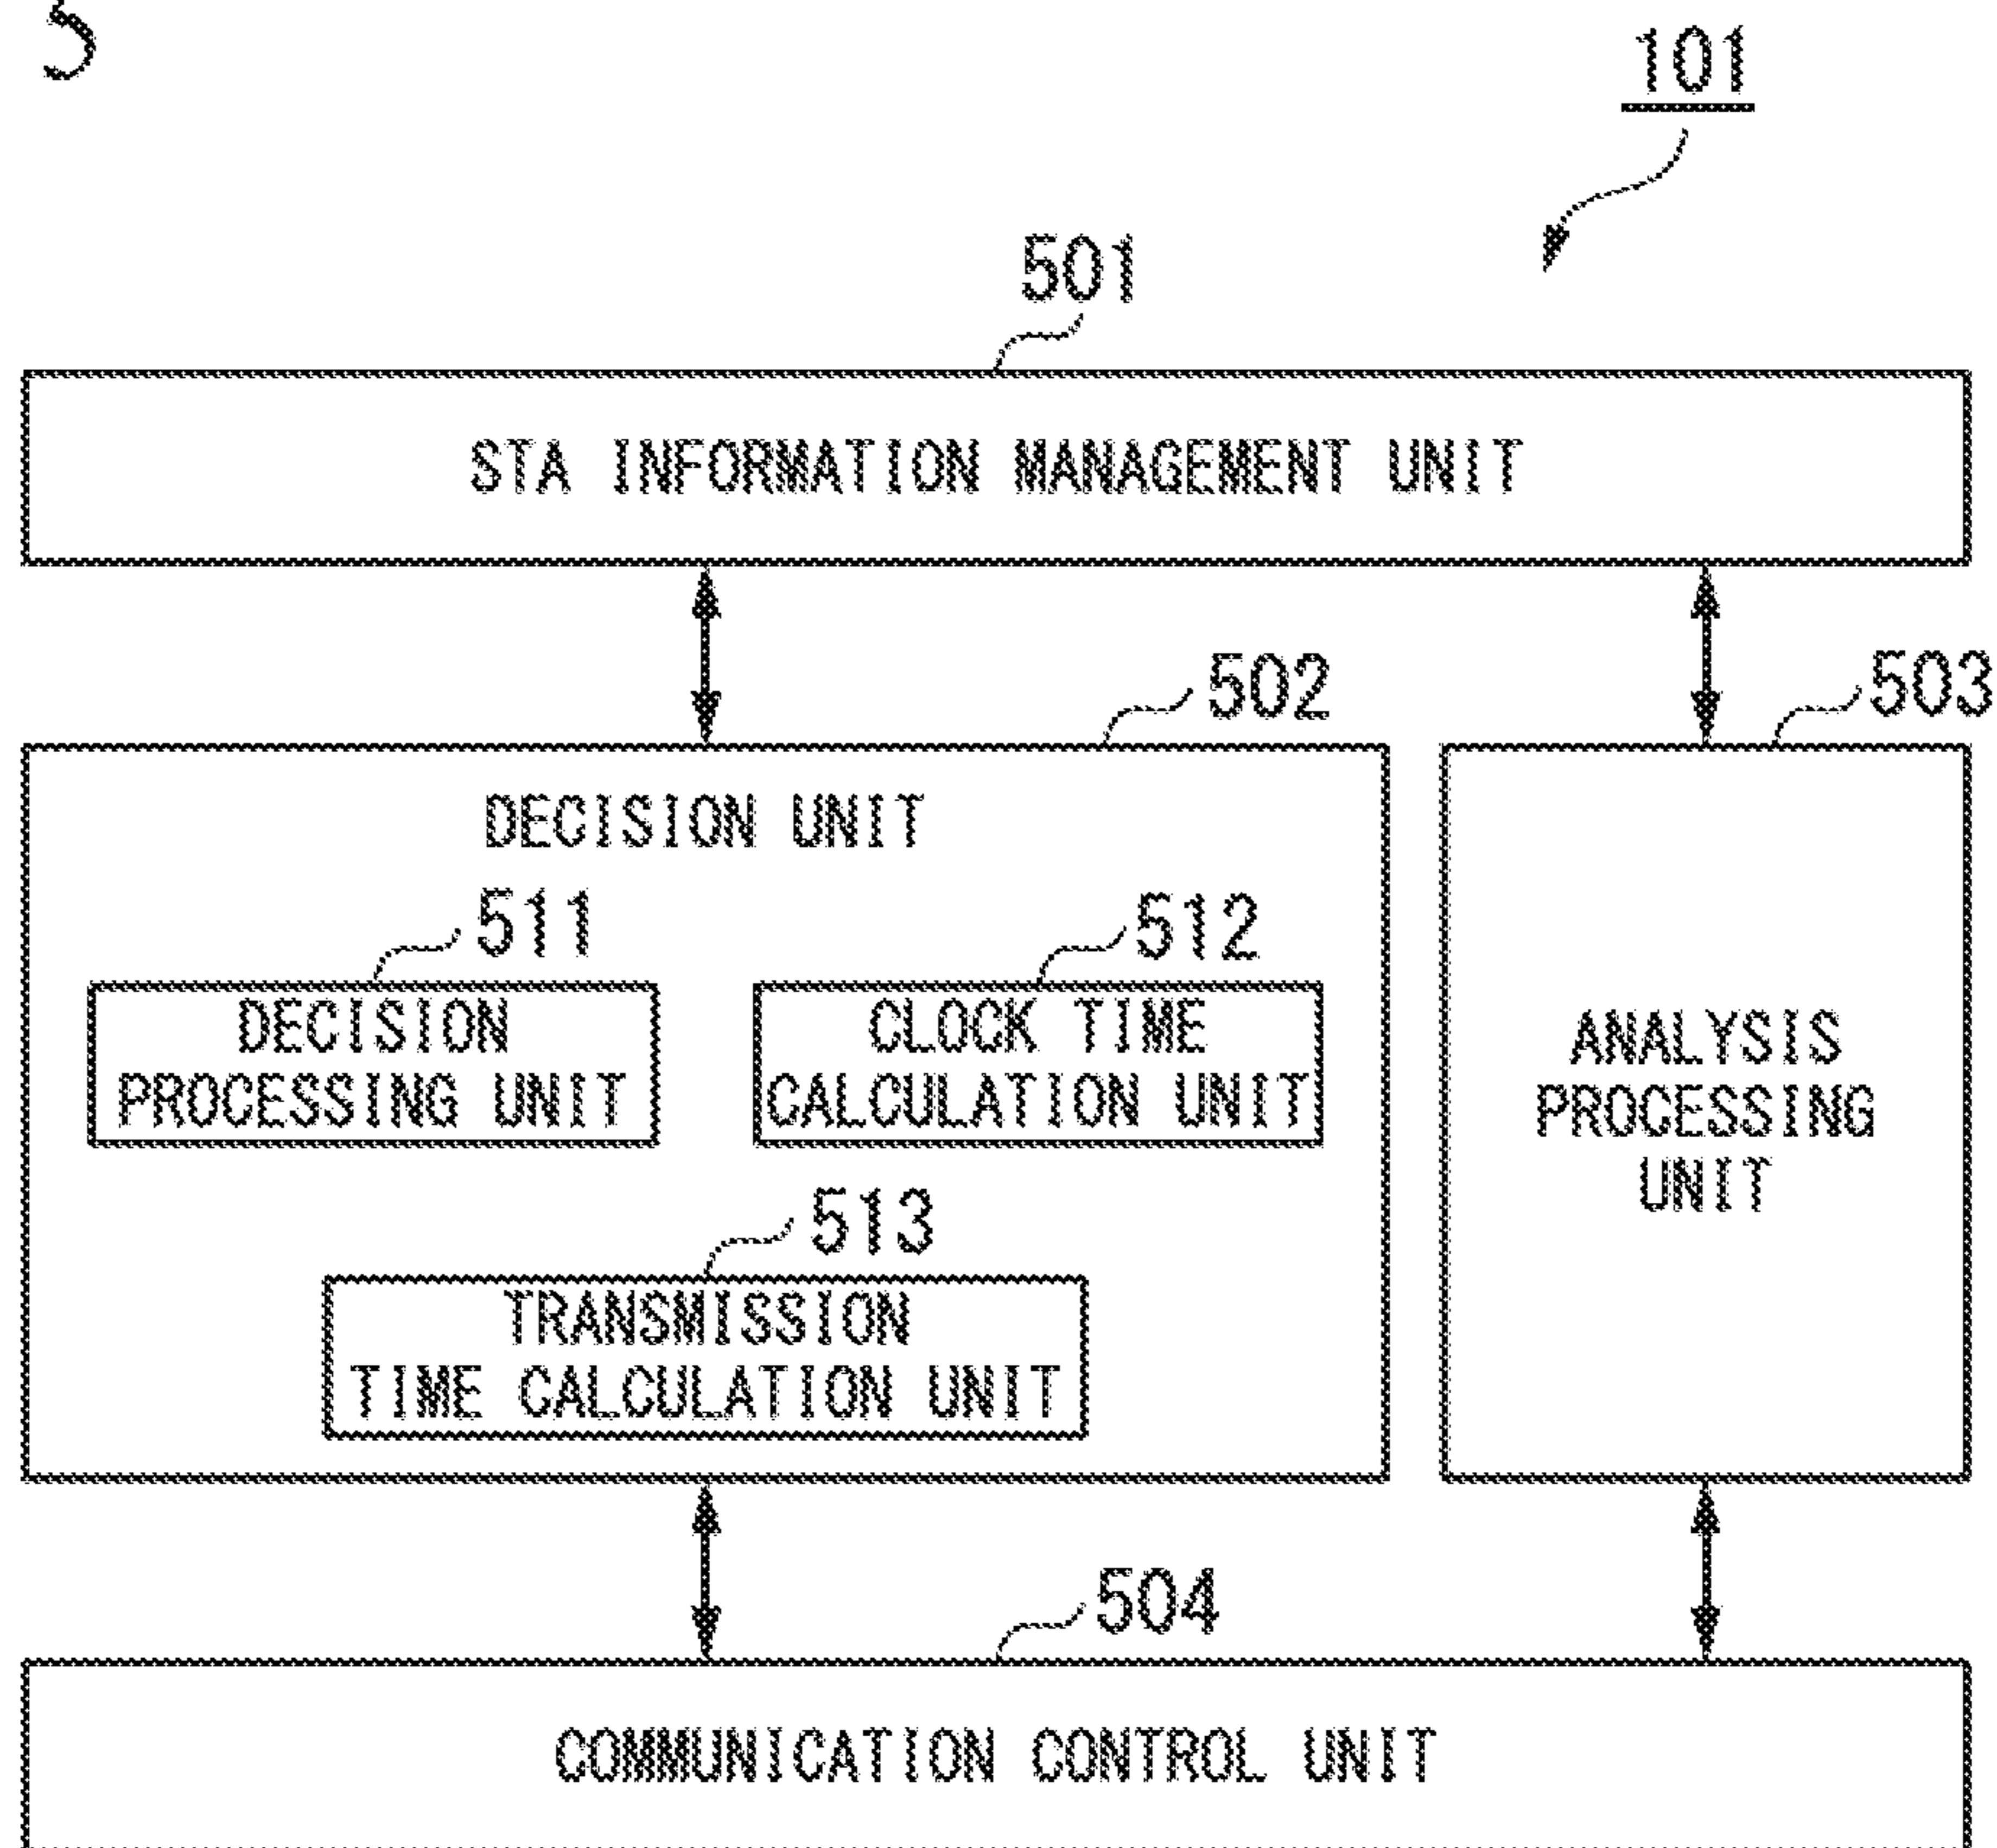 5
101
501
STA INFORMATION MANAGEMENT UNIT
502
503
DECISION UNIT
511
512
DECISION
PROCESSING UNIT
CLOCK TIME
CALCULATION UNIT
ANALYSIS
PROCESSING
UNIT
513
TRANSMISSION
TIME CALCULATION UNIT
504
COMMUNICATION CONTROL UNIT